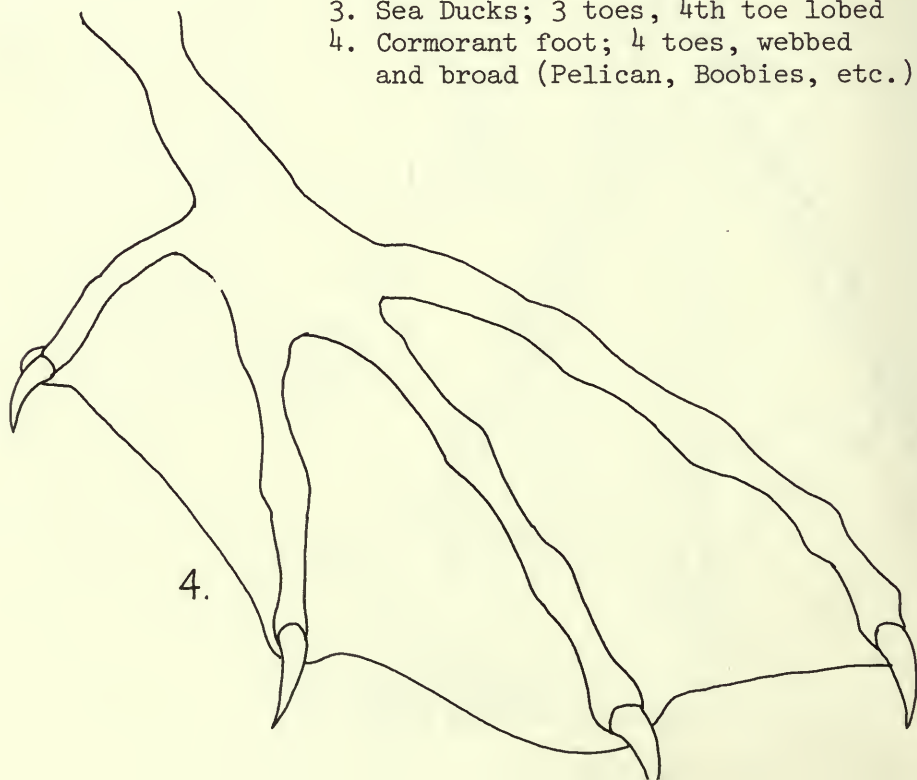 3. Sea Ducks; 3 toes, 4th toe lobed
4. Cormorant foot; 4 toes, webbed
and broad (Pelican, Boobies, etc.)
4.